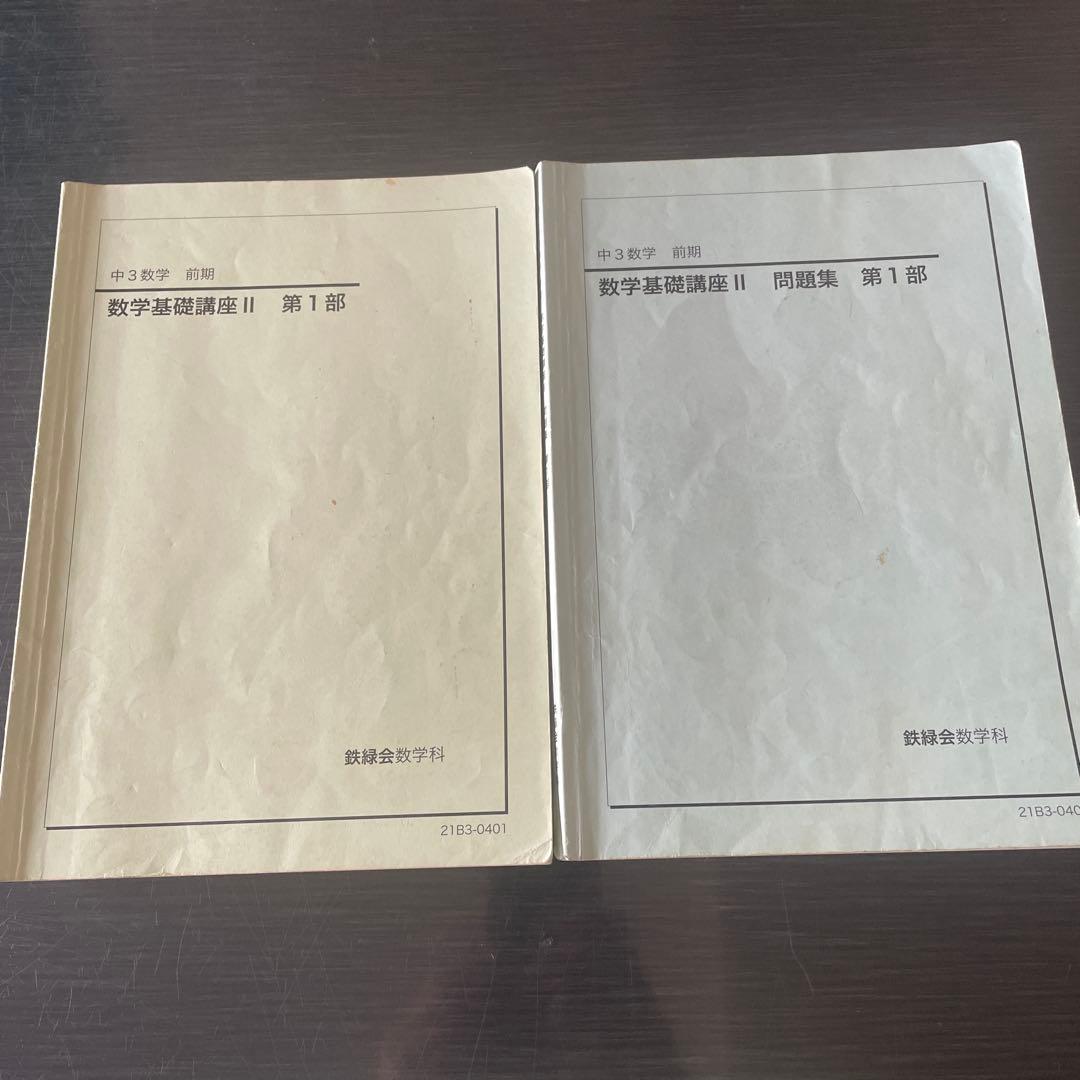 中3数学 前期
数学基礎講座Ⅱ 第1部
鉄緑会数学科
21B3-0401
中3数学 前期
数学基礎講座Ⅱ 問題集 第1部
鉄緑会数学科
21B3-040